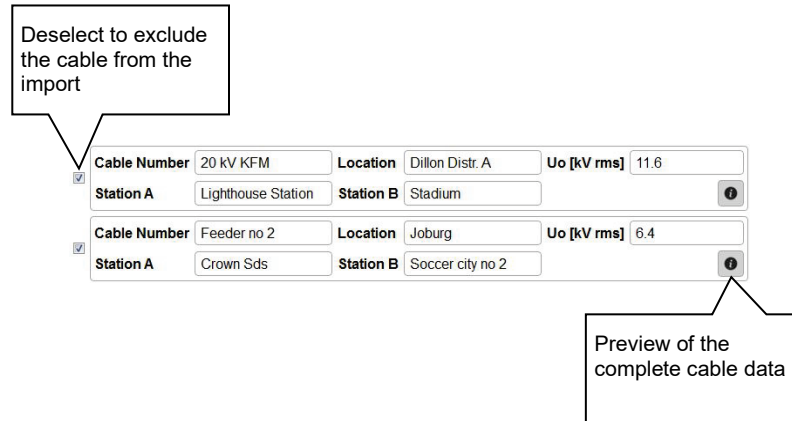 Deselect to exclude
the cable from the
import
Cable Number 20 kV KFM Location Dillon Distr. A Uo [kV rms] 11.6
Station A Lighthouse Station Station B Stadium
Cable Number Feeder no 2 Location Joburg Uo [kV rms] 6.4
Station A Crown Sds Station B Soccer city no 2
Preview of the
complete cable data